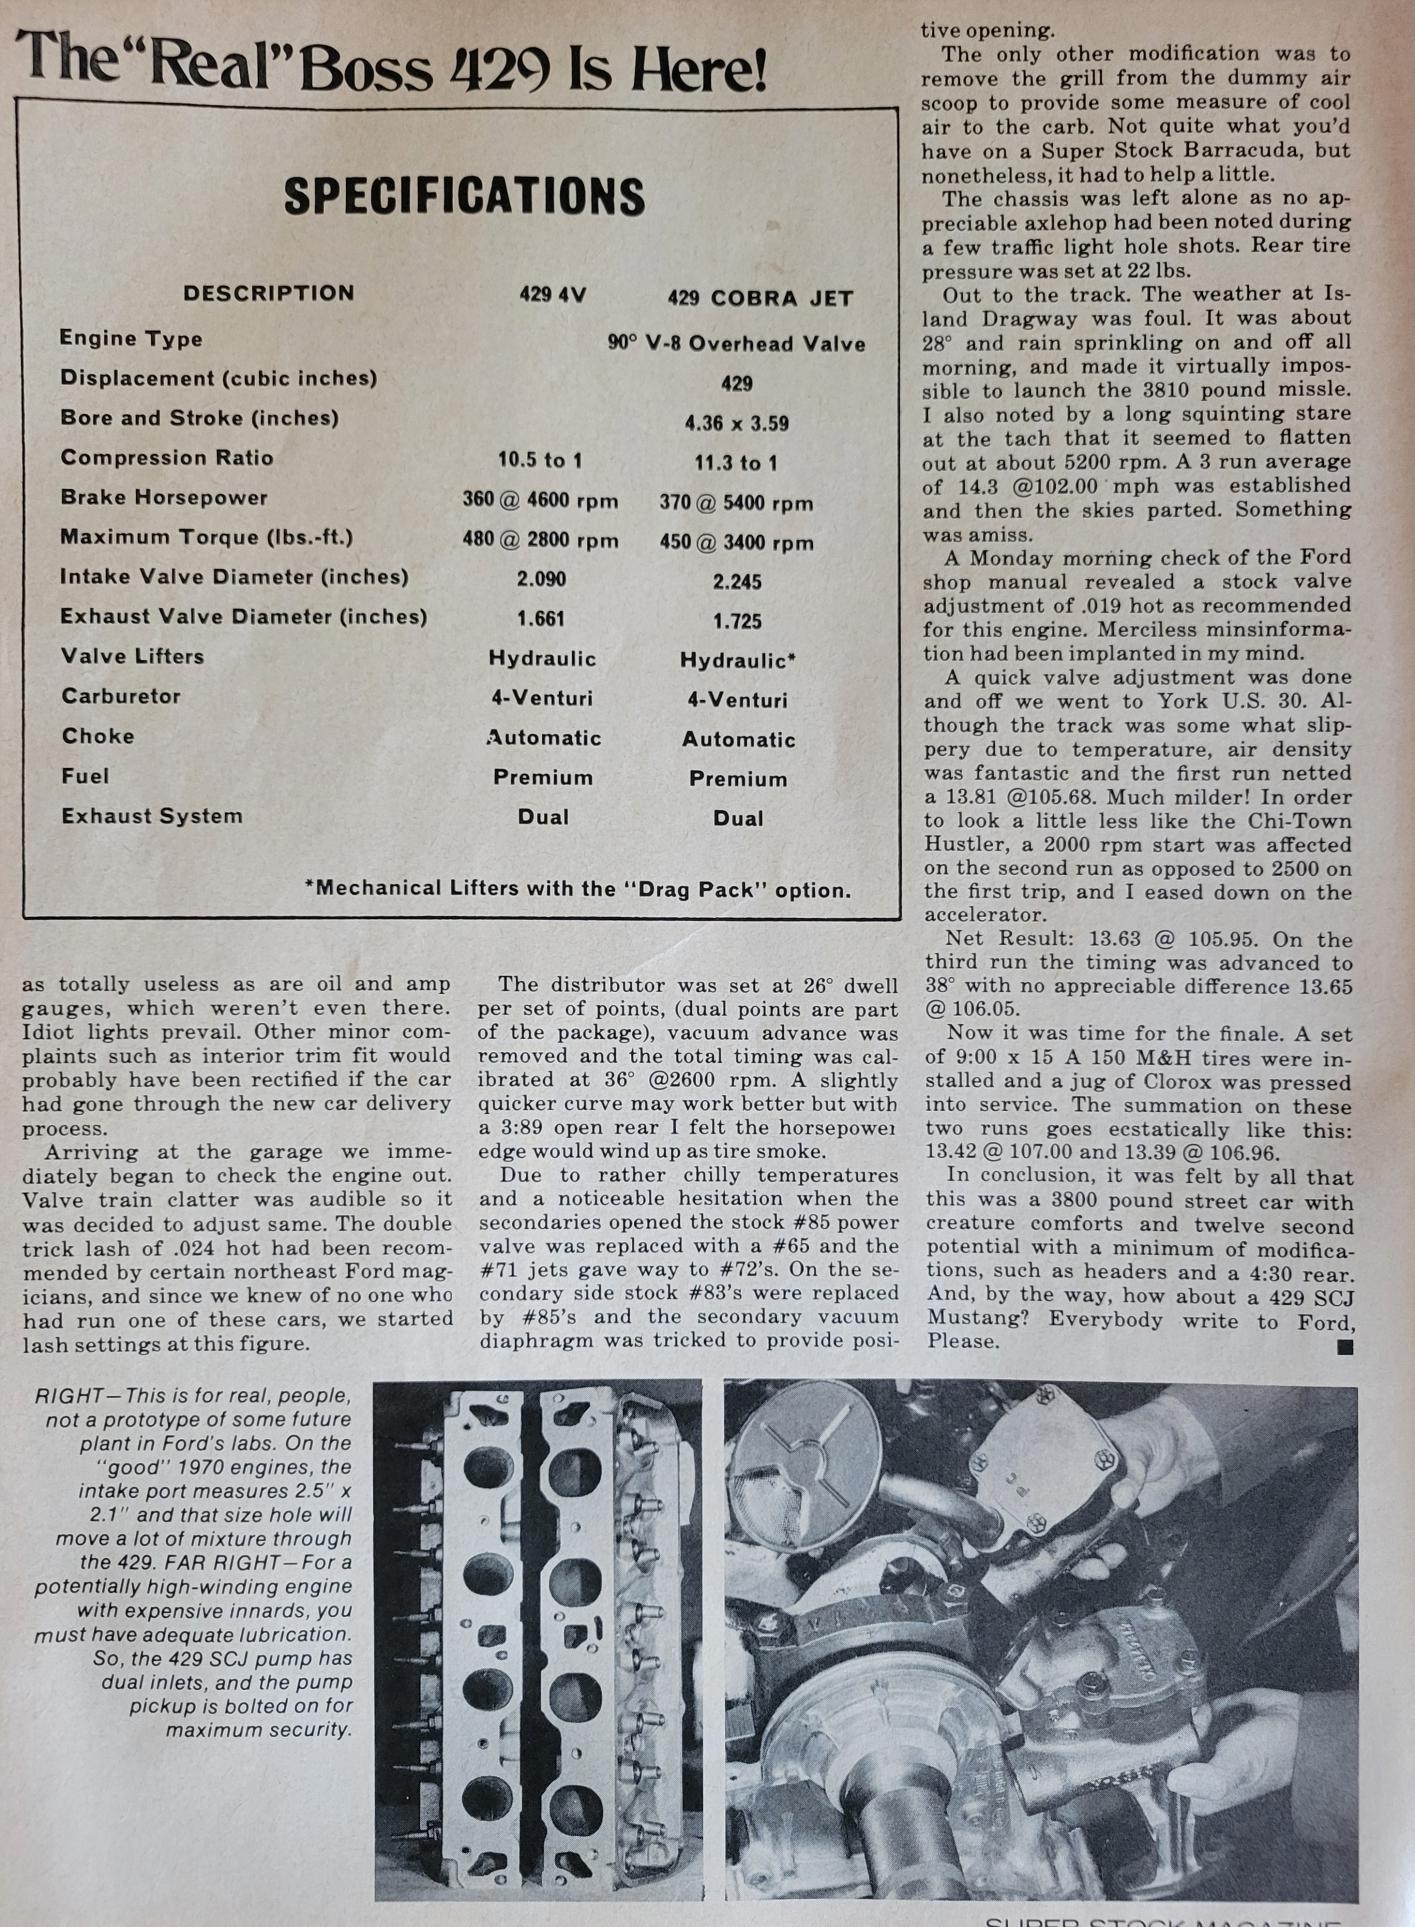 The "Real" Boss 429 Is Here!
SPECIFICATIONS
DESCRIPTION 429 4V 429 COBRA JET
Engine Type 90° V-8 Overhead Valve
Displacement (cubic inches) 429
Bore and Stroke (inches) 4.36 x 3.59
Compression Ratio 10.5 to 1 11.3 to 1
Brake Horsepower 360 @ 4600 rpm 370 @ 5400 rpm
Maximum Torque (lbs.-ft.) 480 @ 2800 rpm 450 @ 3400 rpm
Intake Valve Diameter (inches) 2.090 2.245
Exhaust Valve Diameter (inches) 1.661 1.725
Valve Lifters Hydraulic Hydraulic*
Carburetor 4-Venturi 4-Venturi
Choke Automatic Automatic
Fuel Premium Premium
Exhaust System Dual Dual
*Mechanical Lifters with the "Drag Pack" option.
as totally useless as are oil and amp
gauges, which weren't even there.
Idiot lights prevail. Other minor com-
plaints such as interior trim fit would
probably have been rectified if the car
had gone through the new car delivery
process.
Arriving at the garage we imme-
diately began to check the engine out.
Valve train clatter was audible so it
was decided to adjust same. The double
trick lash of .024 hot had been recom-
mended by certain northeast Ford mag-
icians, and since we knew of no one who
had run one of these cars, we started
lash settings at this figure.
The distributor was set at 26° dwell
per set of points, (dual points are part
of the package), vacuum advance was
removed and the total timing was cal-
ibrated at 36° @2600 rpm. A slightly
quicker curve may work better but with
a 3:89 open rear I felt the horsepower
edge would wind up as tire smoke.
Due to rather chilly temperatures
and a noticeable hesitation when the
secondaries opened the stock #85 power
valve was replaced with a #65 and the
#71 jets gave way to #72's. On the se-
condary side stock #83's were replaced
by #85's and the secondary vacuum
diaphragm was tricked to provide posi-
tive opening.
The only other modification was to
remove the grill from the dummy air
scoop to provide some measure of cool
air to the carb. Not quite what you'd
have on a Super Stock Barracuda, but
nonetheless, it had to help a little.
The chassis was left alone as no ap-
preciable axlehop had been noted during
a few traffic light hole shots. Rear tire
pressure was set at 22 lbs.
Out to the track. The weather at Is-
land Dragway was foul. It was about
28° and rain sprinkling on and off all
morning, and made it virtually impos-
sible to launch the 3810 pound missle.
I also noted by a long squinting stare
at the tach that it seemed to flatten
out at about 5200 rpm. A 3 run average
of 14.3 @102.00 mph was established
and then the skies parted. Something
was amiss.
A Monday morning check of the Ford
shop manual revealed a stock valve
adjustment of .019 hot as recommended
for this engine. Merciless minsinforma-
tion had been implanted in my mind.
A quick valve adjustment was done
and off we went to York U.S. 30. Al-
though the track was some what slip-
pery due to temperature, air density
was fantastic and the first run netted
a 13.81 @105.68. Much milder! In order
to look a little less like the Chi-Town
Hustler, a 2000 rpm start was affected
on the second run as opposed to 2500 on
the first trip, and I eased down on the
accelerator.
Net Result: 13.63 @ 105.95. On the
third run the timing was advanced to
38° with no appreciable difference 13.65
@ 106.05.
Now it was time for the finale. A set
of 9:00 x 15 A 150 M&H tires were in-
stalled and a jug of Clorox was pressed
into service. The summation on these
two runs goes ecstatically like this:
13.42 @ 107.00 and 13.39 @ 106.96.
In conclusion, it was felt by all that
this was a 3800 pound street car with
creature comforts and twelve second
potential with a minimum of modifica-
tions, such as headers and a 4:30 rear.
And, by the way, how about a 429 SCJ
Mustang? Everybody write to Ford,
Please.
RIGHT—This is for real, people,
not a prototype of some future
plant in Ford's labs. On the
"good" 1970 engines, the
intake port measures 2.5" x
2.1" and that size hole will
move a lot of mixture through
the 429. FAR RIGHT—For a
potentially high-winding engine
with expensive innards, you
must have adequate lubrication.
So, the 429 SCJ pump has
dual inlets, and the pump
pickup is bolted on for
maximum security.
SUPER STOCK MAGAZINE